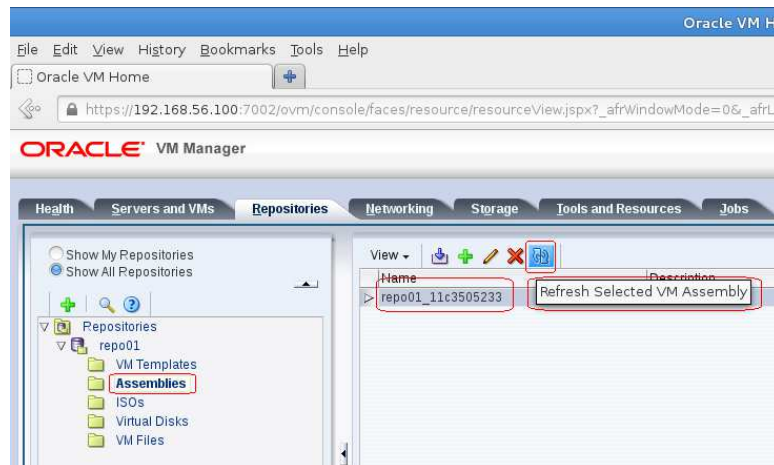 Oracle VM H
File Edit View History Bookmarks Tools Help
Oracle VM Home
https://192.168.56.100:7002/ovm/console/faces/resource/resourceView.jspx?_afrWindowMode=0&_afrL
ORACLE VM Manager
Health Servers and VMs Repositories Networking Storage Tools and Resources Jobs
Show My Repositories
Show All Repositories
Repositories
repo01
VM Templates
Assemblies
ISOs
Virtual Disks
VM Files
View
Name Description
repo01_11c3505233
Refresh Selected VM Assembly